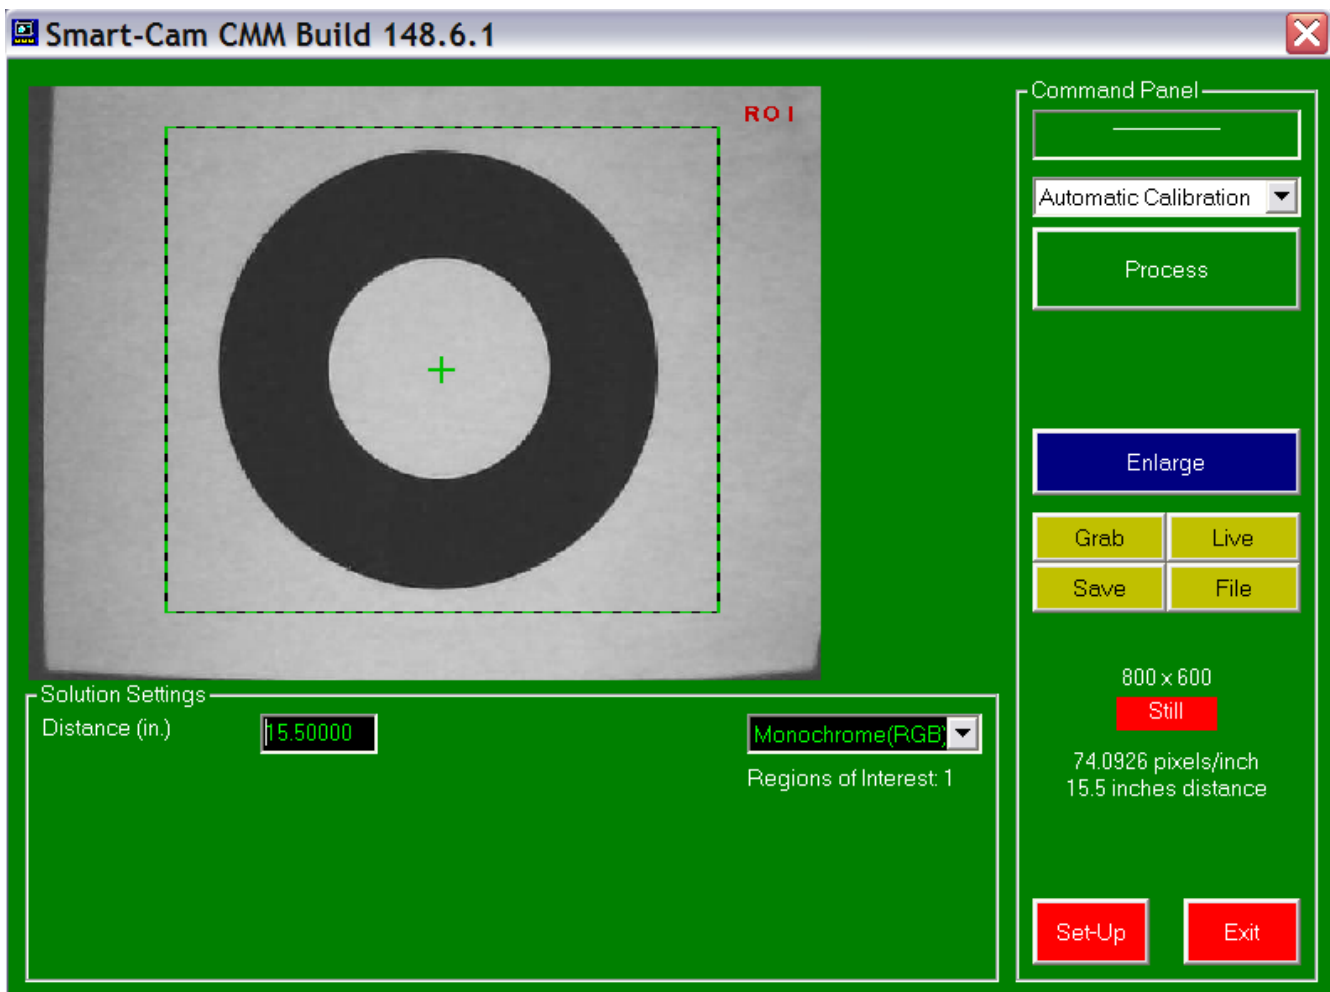 Smart-Cam CMM Build 148.6.1
ROI
Command Panel
Automatic Calibration
Process
Enlarge
Grab
Live
Save
File
800 x 600
Still
74.0926 pixels/inch
15.5 inches distance
Set-Up
Exit
Solution Settings
Distance (in.)
15.50000
Monochrome(RGB)
Regions of Interest: 1